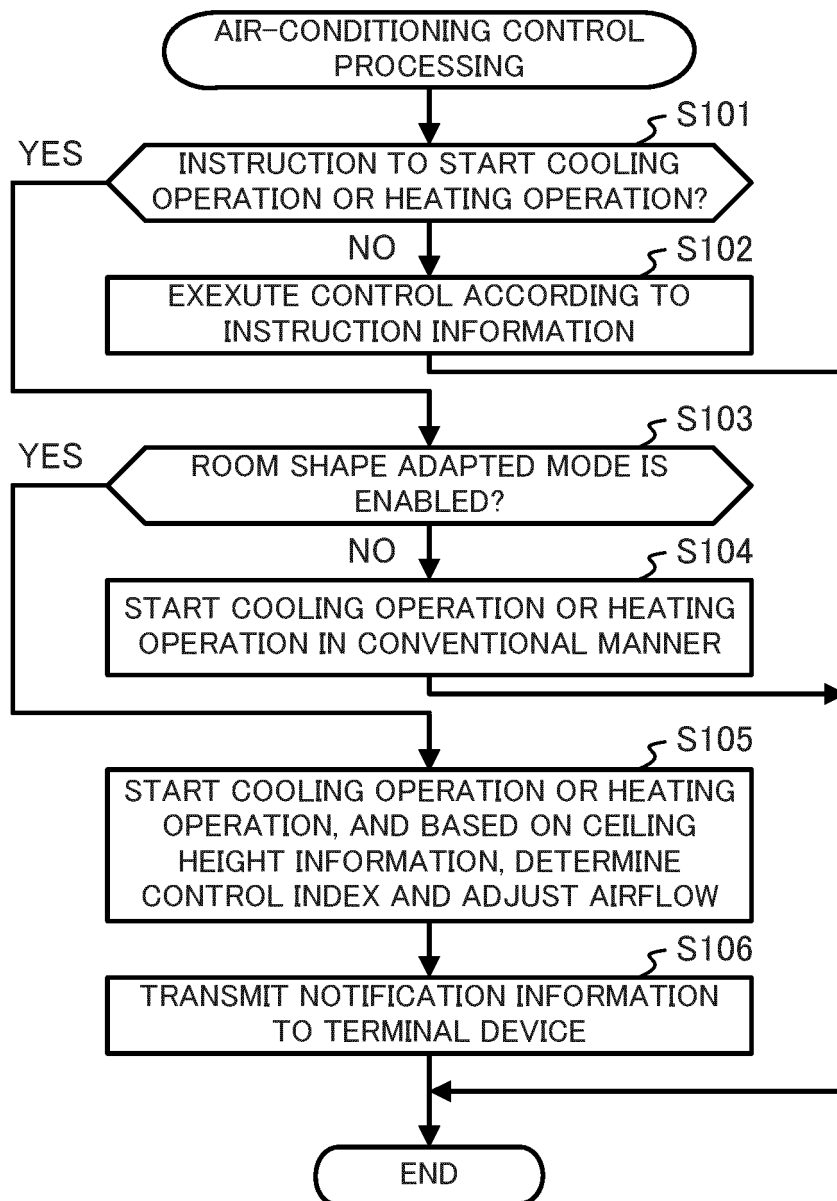 AIR-CONDITIONING CONTROL
PROCESSING
S101
YES
INSTRUCTION TO START COOLING
OPERATION OR HEATING OPERATION?
NO
S102
EXEXUTE CONTROL ACCORDING TO
INSTRUCTION INFORMATION
S103
YES
ROOM SHAPE ADAPTED MODE IS
ENABLED?
NO
S104
START COOLING OPERATION OR HEATING
OPERATION IN CONVENTIONAL MANNER
S105
START COOLING OPERATION OR HEATING
OPERATION, AND BASED ON CEILING
HEIGHT INFORMATION, DETERMINE
CONTROL INDEX AND ADJUST AIRFLOW
S106
TRANSMIT NOTIFICATION INFORMATION
TO TERMINAL DEVICE
END